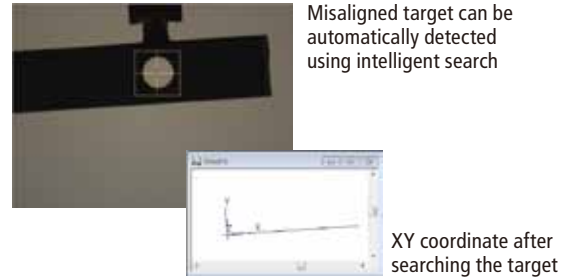 Misaligned target can be
automatically detected
using intelligent search
XY coordinate after
searching the target